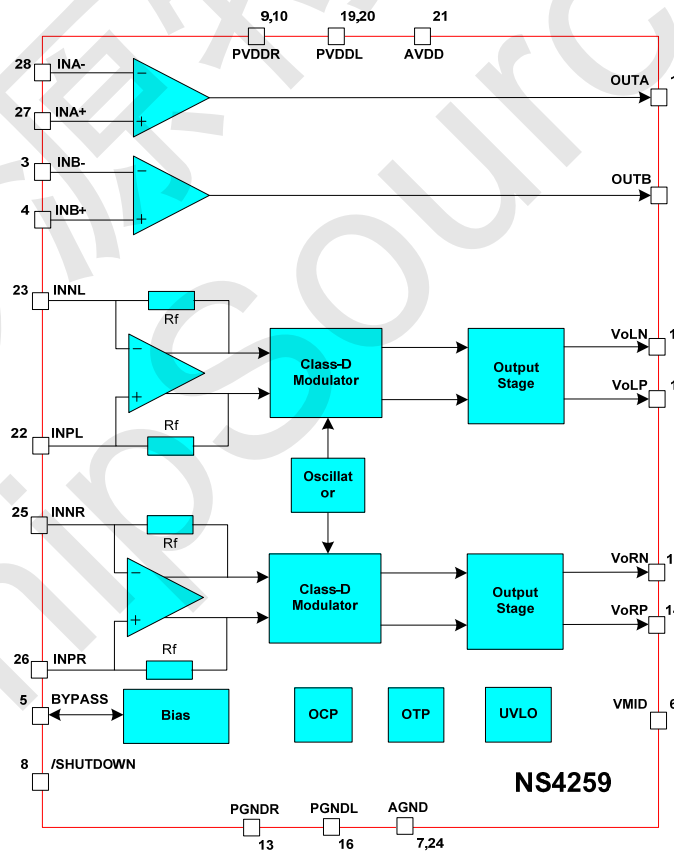 9,10 19,20 21
PVDDR PVDDL AVDD
28 INA-
OUTA
27 INA+
3 INB-
OUTB
4 INB+
23 INNL
Rf
VoLN
Class-D
Modulator
Output
Stage
VoLP
Rf
22 INPL
Oscillat
or
25 INNR
Rf
VoRN
Class-D
Modulator
Output
Stage
VoRP
Rf
26 INPR
5 BYPASS
Bias
OCP
OTP
UVLO
VMID 6
8 /SHUTDOWN
NS4259
PGNDR PGNDL AGND
13 16 7,24